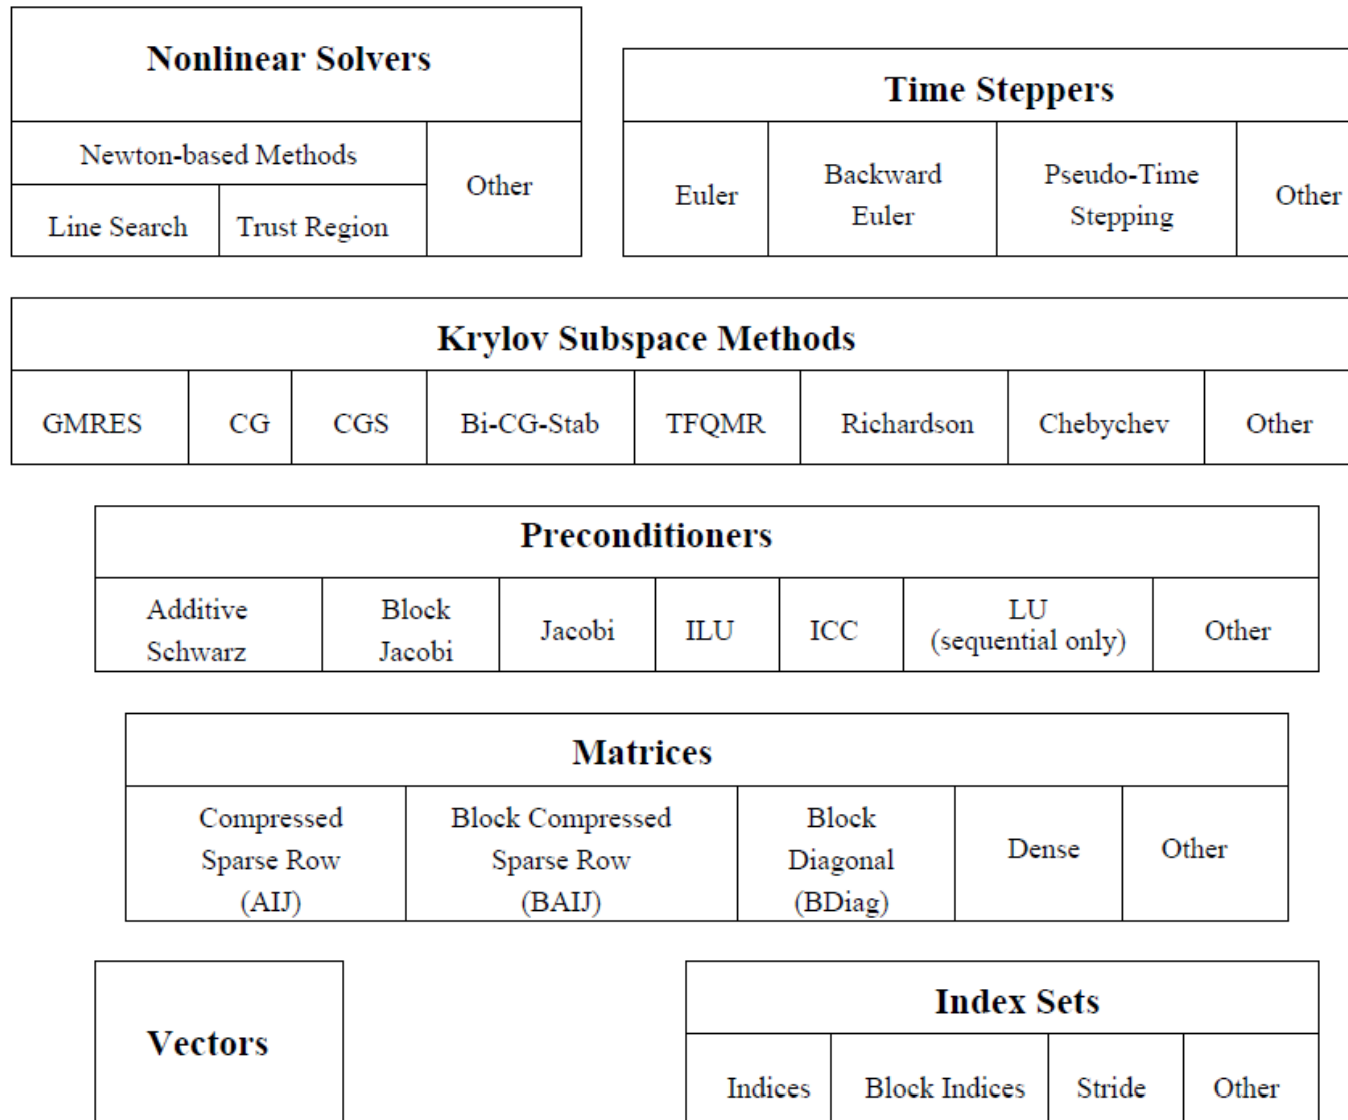 Nonlinear Solvers
Newton-based Methods
Other
Line Search
Trust Region
Time Steppers
Euler
Backward
Euler
Pseudo-Time
Stepping
Other
Krylov Subspace Methods
GMRES
CG
CGS
Bi-CG-Stab
TFQMR
Richardson
Chebychev
Other
Preconditioners
Additive
Schwarz
Block
Jacobi
Jacobi
ILU
ICC
LU
(sequential only)
Other
Matrices
Compressed
Sparse Row
(AIJ)
Block Compressed
Sparse Row
(BAIJ)
Block
Diagonal
(BDiag)
Dense
Other
Vectors
Index Sets
Indices
Block Indices
Stride
Other